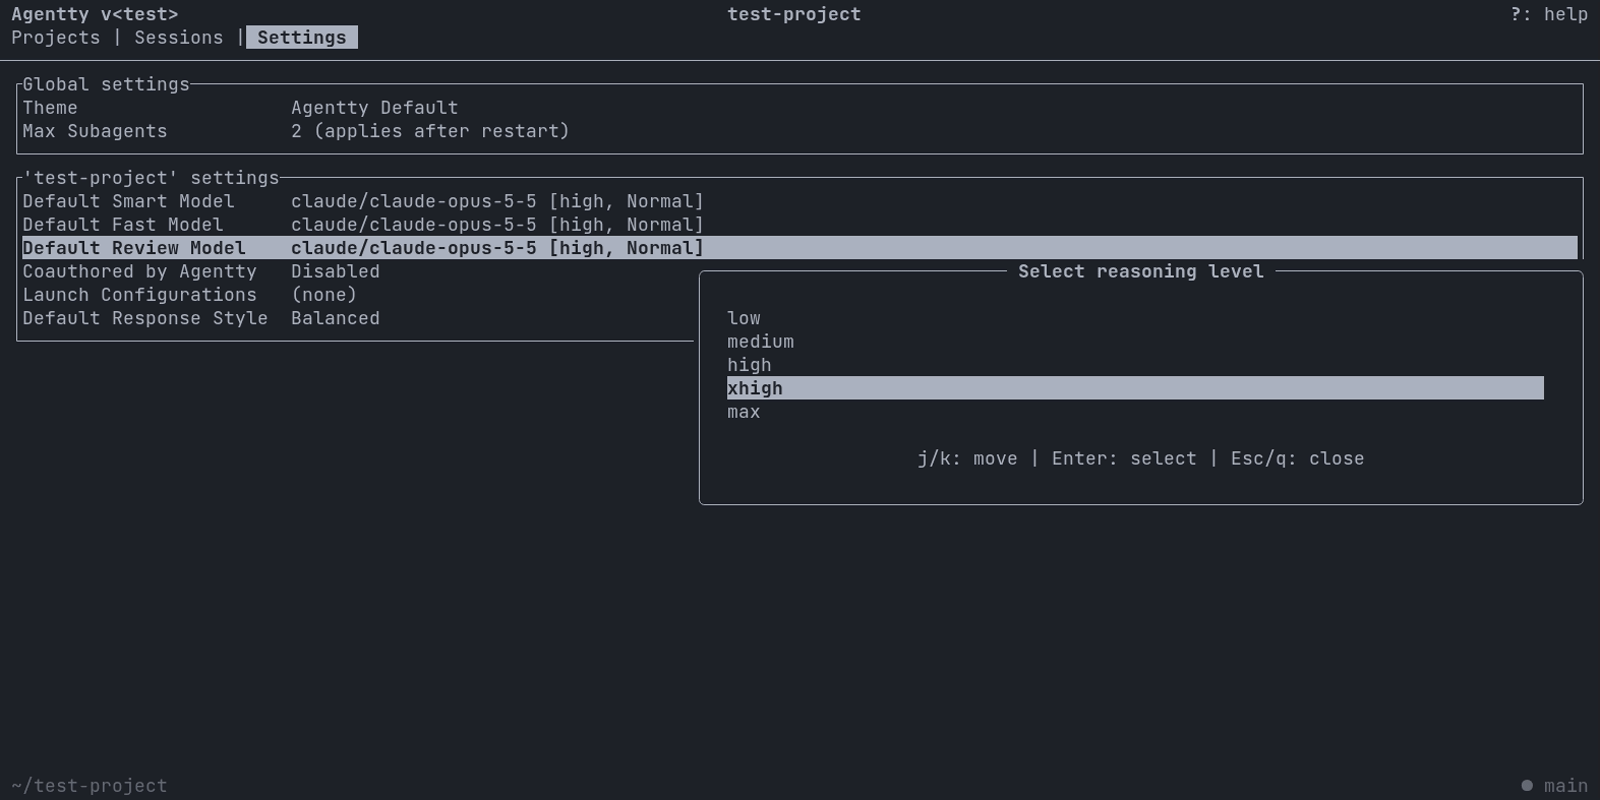 Agentty v<test> test-project ?: help
Projects | Sessions | Settings
Global settings
Theme Agentty Default
Max Subagents 2 (applies after restart)
'test-project' settings
Default Smart Model claude/claude-opus-5-5 [high, Normal]
Default Fast Model claude/claude-opus-5-5 [high, Normal]
Default Review Model claude/claude-opus-5-5 [high, Normal]
Coauthored by Agentty Disabled
Launch Configurations (none)
Default Response Style Balanced
Select reasoning level
low
medium
high
xhigh
max
j/k: move | Enter: select | Esc/q: close
~/test-project ● main